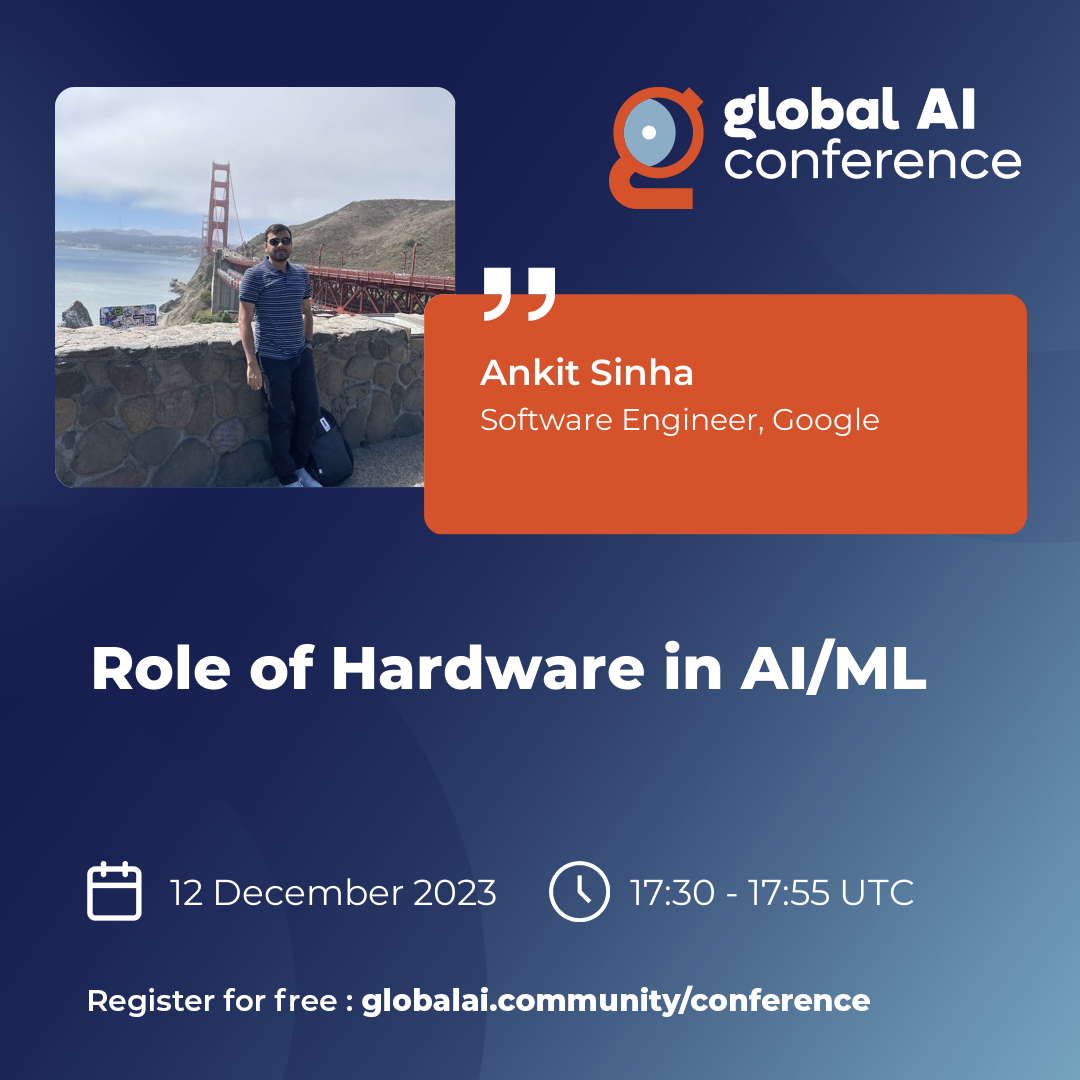 global AI
conference
Ankit Sinha
Software Engineer, Google
Role of Hardware in AI/ML
12 December 2023
17:30 - 17:55 UTC
Register for free : globalai.community/conference